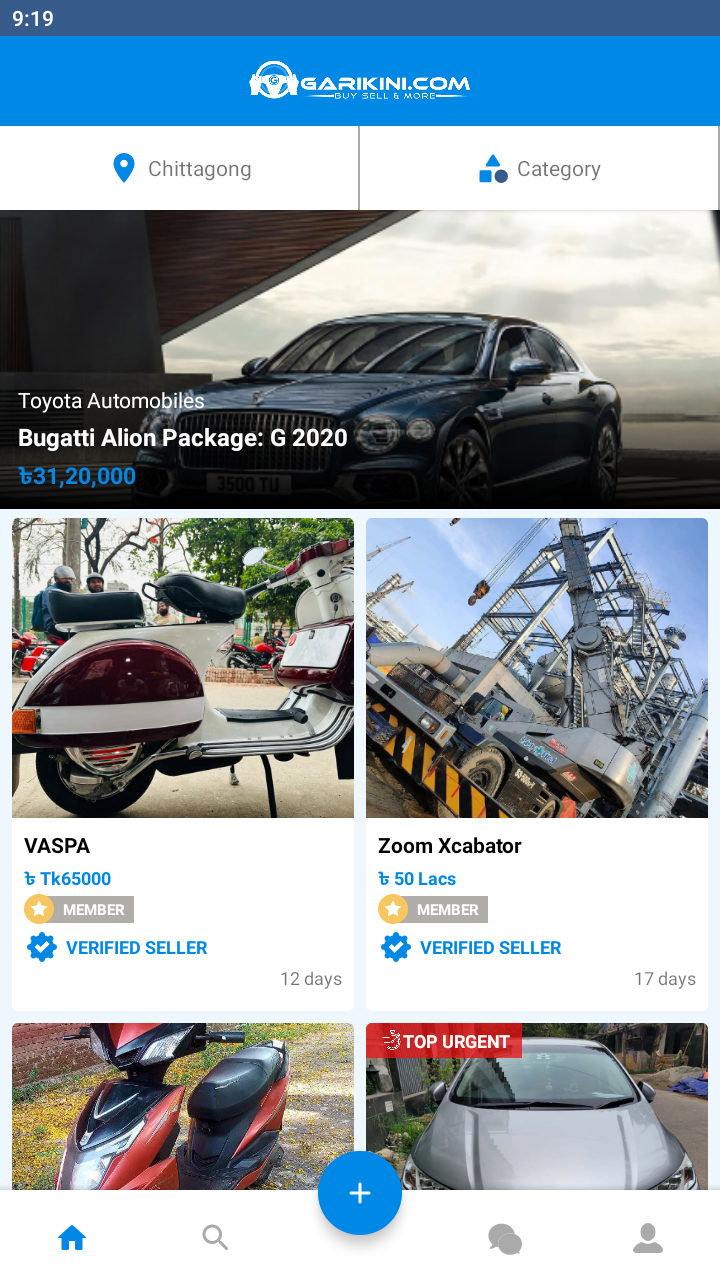 9:19
GARIKINI.COM
BUY SELL & MORE
Chittagong
Category
Toyota Automobiles
Bugatti Alion Package: G 2020
৳31,20,000
3500 TU
VASPA
৳ Tk65000
MEMBER
VERIFIED SELLER
12 days
Zoom Xcabator
৳ 50 Lacs
MEMBER
VERIFIED SELLER
17 days
TOP URGENT